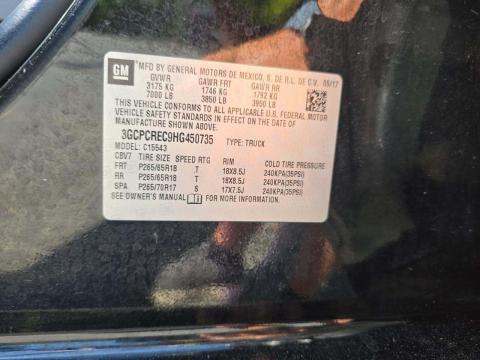 GM
MFD BY GENERAL MOTORS DE MEXICO, S. DE R.L. DE C.V. 05/17
GVWR GAWR FRT GAWR RR
3175 KG 1746 KG 1792 KG
7000 LB 3850 LB 3950 LB
THIS VEHICLE CONFORMS TO ALL APPLICABLE U.S. FEDERAL MOTOR
VEHICLE SAFETY STANDARDS IN EFFECT ON THE DATE OF
MANUFACTURE SHOWN ABOVE.
3GCPCREC9HG450735 TYPE: TRUCK
MODEL: C15543
CBV7 TIRE SIZE SPEED RTG RIM COLD TIRE PRESSURE
FRT P265/65R18 T 18X8.5J 240KPA(35PSI)
RR P265/65R18 T 18X8.5J 240KPA(35PSI)
SPA P265/70R17 S 17X7.5J 240KPA(35PSI)
SEE OWNER'S MANUAL FOR MORE INFORMATION.